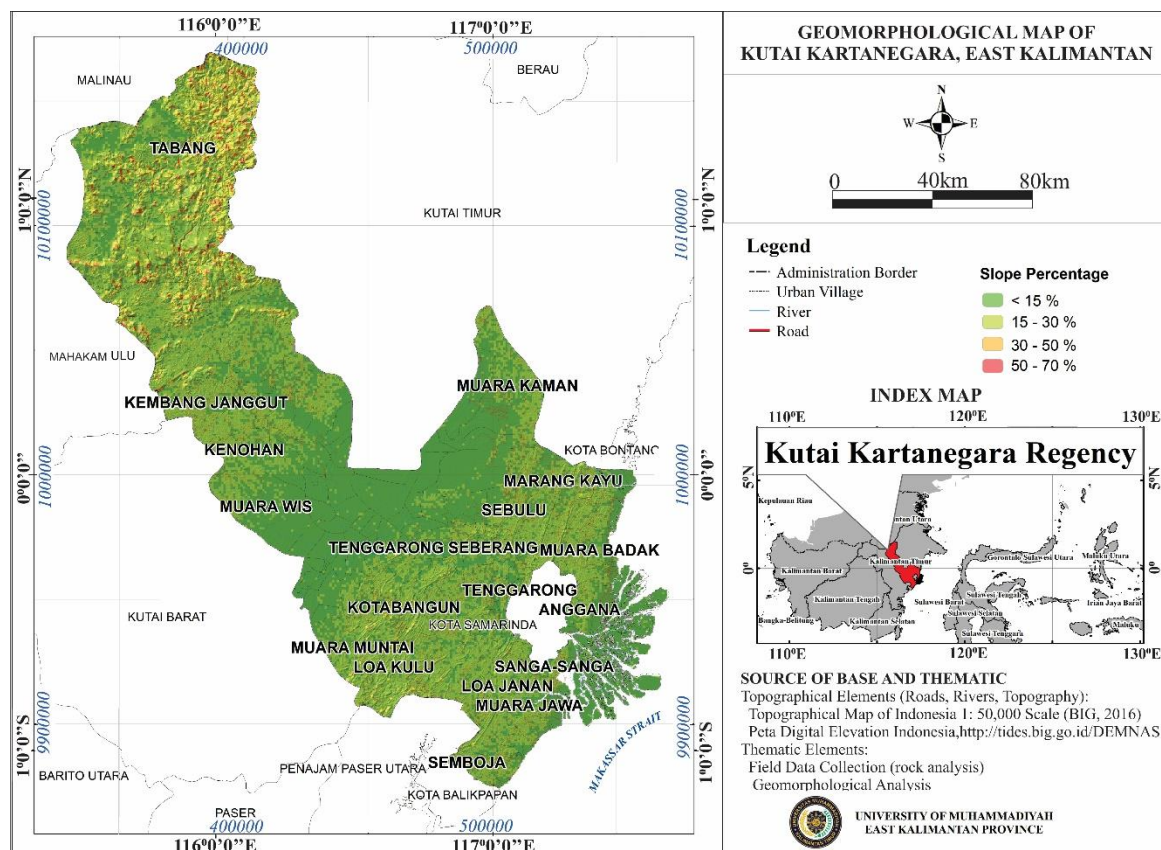 116°0'0''E
117°0'0''E
400000
500000
MALINAU
BERAU
TABANG
1°0'0''N
10100000
KUTAI TIMUR
10100000
1°0'0''N
MAHAKAM ULU
MUARA KAMAN
KEMBANG JANGGUT
KENOHAN
KOTA BONTANG
0°0'0''
MARANG KAYU
0°0'0''
MUARA WIS
SEBULU
TENGGARONG SEBERANG
MUARA BADAK
TENGGARONG
KOTABANGUN
ANGGANA
KUTAI BARAT
KOTA SAMARINDA
MUARA MUNTAI
LOA KULU
SANGA-SANGA
LOA JANAN
MUARA JAWA
9900000
1°0'0''S
MAKASSAR STRAIT
9900000
1°0'0''S
SEMBOJA
BARITO UTARA
PENAJAM PASER UTARA
KOTA BALIKPAPAN
PASER
400000
500000
116°0'0''E
117°0'0''E
GEOMORPHOLOGICAL MAP OF
KUTAI KARTANEGARA, EAST KALIMANTAN
N
W E
S
0 40km 80km
Legend
Administration Border
Urban Village
River
Road
Slope Percentage
< 15 %
15 - 30 %
30 - 50 %
50 - 70 %
INDEX MAP
110°E 120°E 130°E
Kutai Kartanegara Regency
5°N
5°N
Kepulauan Riau
Kalimantan Barat
Kalimantan Timur
Gorontalo Sulawesi Utara
Maluku Utara
0°
0°
Kalimantan Tengah
Sulawesi Barat
Sulawesi Tengah
Irian Jaya Barat
Bangka-Belitung
Kalimantan Selatan
Sulawesi Selatan
Sulawesi Tenggara
Maluku
110°E 120°E 130°E
SOURCE OF BASE AND THEMATIC
Topographical Elements (Roads, Rivers, Topography):
Topographical Map of Indonesia 1: 50,000 Scale (BIG, 2016)
Peta Digital Elevation Indonesia,http://tides.big.go.id/DEMNAS
Thematic Elements:
Field Data Collection (rock analysis)
Geomorphological Analysis
UNIVERSITY OF MUHAMMADIYAH
EAST KALIMANTAN PROVINCE